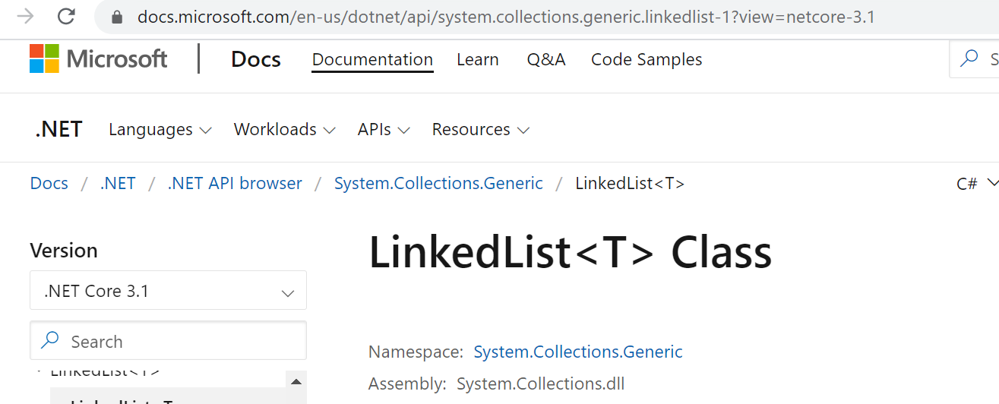 docs.microsoft.com/en-us/dotnet/api/system.collections.generic.linkedlist-1?view=netcore-3.1
Microsoft Docs Documentation Learn Q&A Code Samples S
.NET Languages Workloads APIs Resources
Docs / .NET / .NET API browser / System.Collections.Generic / LinkedList<T> C#
Version
LinkedList<T> Class
.NET Core 3.1
Search
Namespace: System.Collections.Generic
LinkedList<T>
Assembly: System.Collections.dll